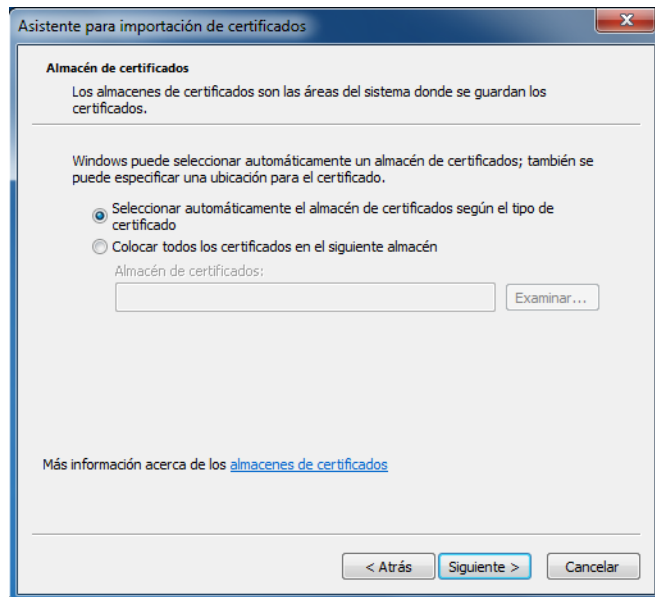 Asistente para importación de certificados
Almacén de certificados
Los almacenes de certificados son las áreas del sistema donde se guardan los
certificados.
Windows puede seleccionar automáticamente un almacén de certificados; también se
puede especificar una ubicación para el certificado.
Seleccionar automáticamente el almacén de certificados según el tipo de
certificado
Colocar todos los certificados en el siguiente almacén
Almacén de certificados:
Examinar...
Más información acerca de los almacenes de certificados
< Atrás
Siguiente >
Cancelar